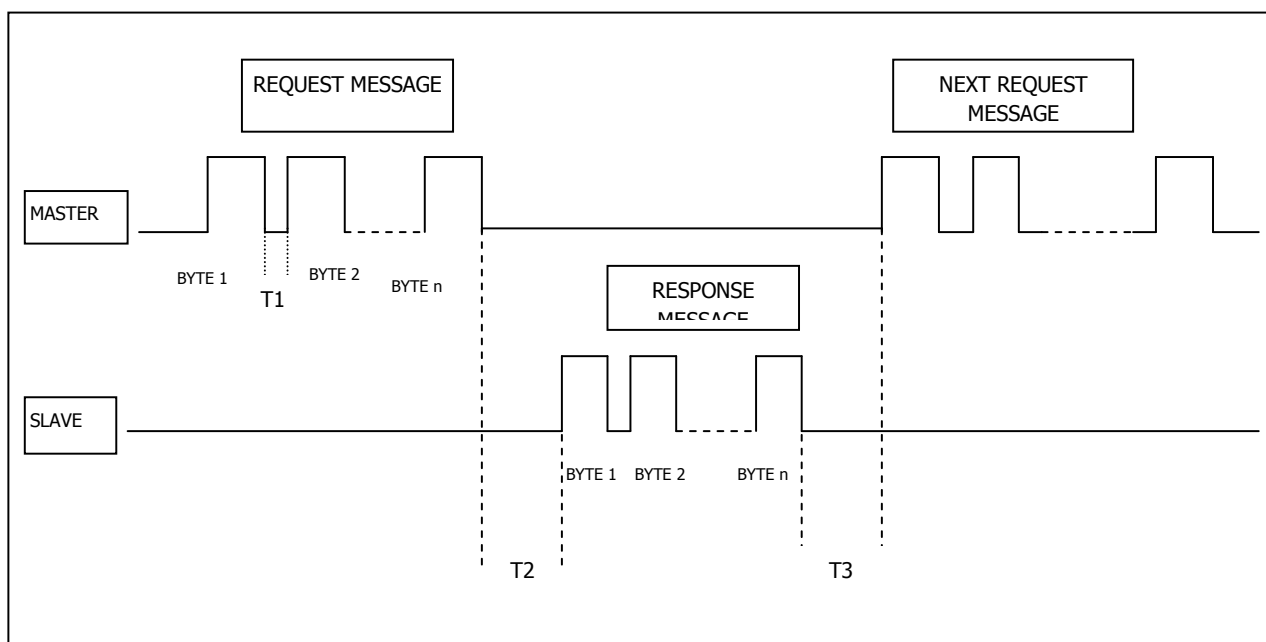 REQUEST MESSAGE
NEXT REQUEST
MESSAGE
MASTER
BYTE 1
BYTE 2
BYTE n
T1
RESPONSE
MESSAGE
SLAVE
BYTE 1
BYTE 2
BYTE n
T2
T3